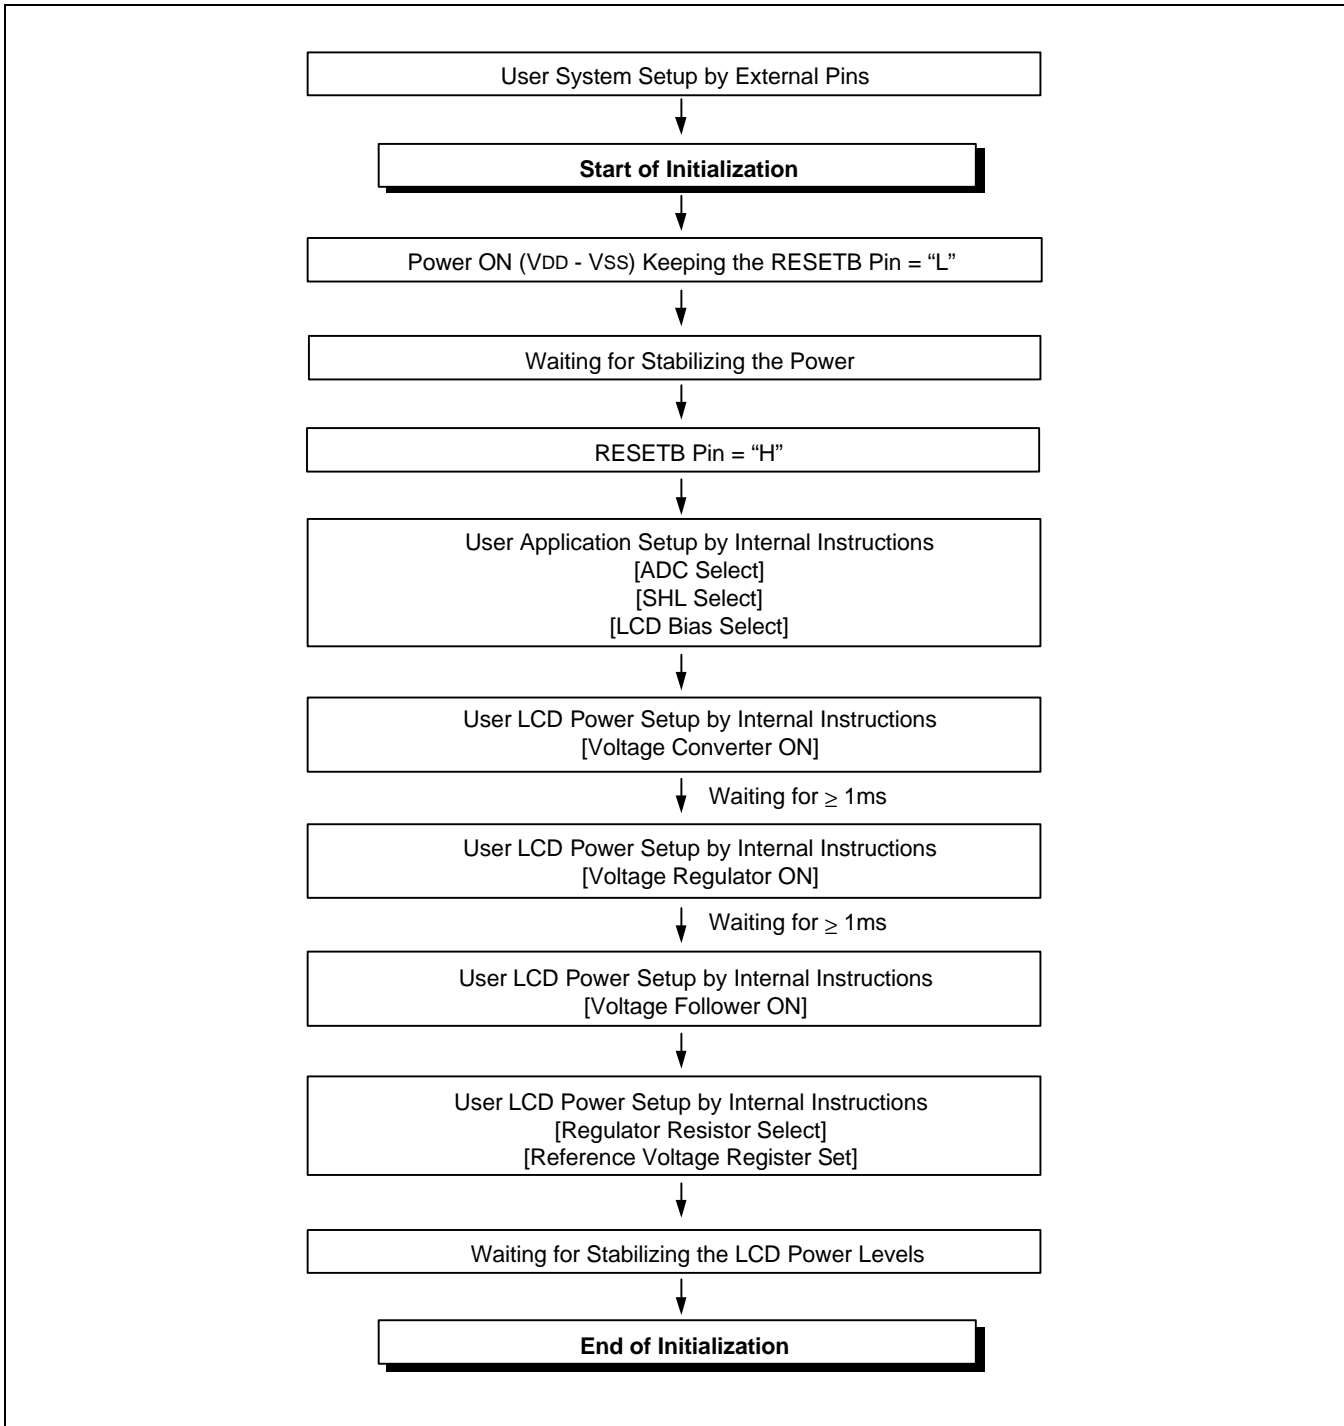 User System Setup by External Pins
Start of Initialization
Power ON (VDD - VSS) Keeping the RESETB Pin = “L”
Waiting for Stabilizing the Power
RESETB Pin = “H”
User Application Setup by Internal Instructions
[ADC Select]
[SHL Select]
[LCD Bias Select]
User LCD Power Setup by Internal Instructions
[Voltage Converter ON]
Waiting for ≥ 1ms
User LCD Power Setup by Internal Instructions
[Voltage Regulator ON]
Waiting for ≥ 1ms
User LCD Power Setup by Internal Instructions
[Voltage Follower ON]
User LCD Power Setup by Internal Instructions
[Regulator Resistor Select]
[Reference Voltage Register Set]
Waiting for Stabilizing the LCD Power Levels
End of Initialization